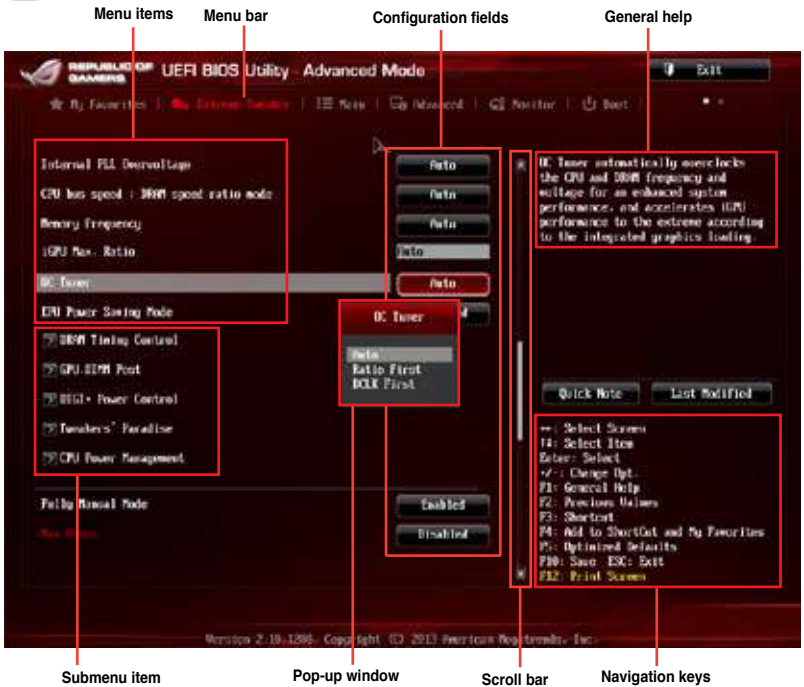 Menu items
Menu bar
Configuration fields
General help
REPUBLIC OF GAMERS
UEFI BIOS Utility - Advanced Mode
Exit
My Favorites
Extreme Tweaker
Main
Advanced
Monitor
Boot
Internal PLL Overvoltage
Auto
CPU bus speed : DRAM speed ratio mode
Auto
Memory Frequency
Auto
iGPU Max. Ratio
Auto
OC Tuner
Auto
CPU Power Saving Mode
OC Tuner
Auto
Ratio First
BCLK First
DRAM Timing Control
GPU.DIMM Post
DIGI+ Power Control
Tweakers' Paradise
CPU Power Management
Fully Manual Mode
Enabled
Disabled
OC Tuner automatically overclocks
the CPU and DRAM frequency and
voltage for an enhanced system
performance, and accelerates iGPU
performance to the extreme according
to the integrated graphics loading.
Quick Note
Last Modified
→←: Select Screen
↑↓: Select Item
Enter: Select
+/-: Change Opt.
F1: General Help
F2: Previous Values
F3: Shortcut
F4: Add to ShortCut and My Favorites
F5: Optimized Defaults
F10: Save ESC: Exit
F12: Print Screen
Version 2.10.1206. Copyright (C) 2013 American Megatrends, Inc.
Submenu item
Pop-up window
Scroll bar
Navigation keys